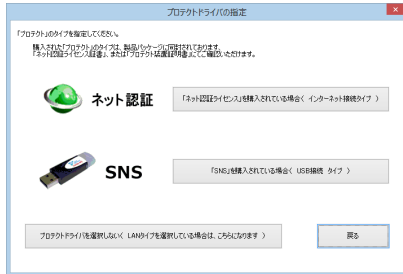 プロテクトドライバの指定
「プロテクト」のタイプを指定してください。
購入された「プロテクト」のタイプは、製品パッケージに同封されております、
「ネット認証ライセンス証書」、または「プロテクト装置証明書」にてご確認いただけます。
ネット認証
「ネット認証ライセンス」を購入されている場合( インターネット接続タイプ )
SNS
「SNS」を購入されている場合( USB接続 タイプ )
プロテクトドライバを選択しない( LANタイプを選択している場合は、こちらになります )
戻る